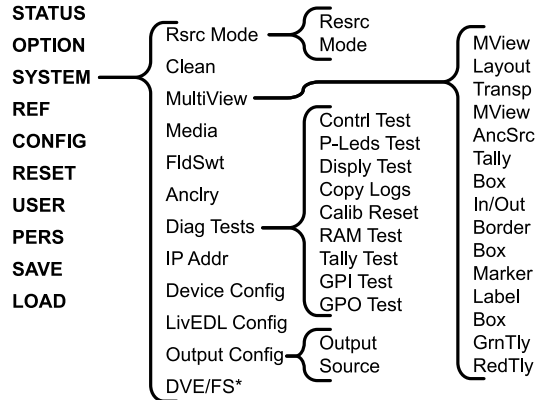 STATUS
OPTION
SYSTEM
REF
CONFIG
RESET
USER
PERS
SAVE
LOAD
Rsrc Mode
Clean
MultiView
Media
FldSwt
Anclry
Diag Tests
IP Addr
Device Config
LivEDL Config
Output Config
DVE/FS*
Resrc
Mode
Contrl Test
P-Leds Test
Disply Test
Copy Logs
Calib Reset
RAM Test
Tally Test
GPI Test
GPO Test
Output
Source
MView
Layout
Transp
MView
AncSrc
Tally
Box
In/Out
Border
Box
Marker
Label
Box
GrnTly
RedTly